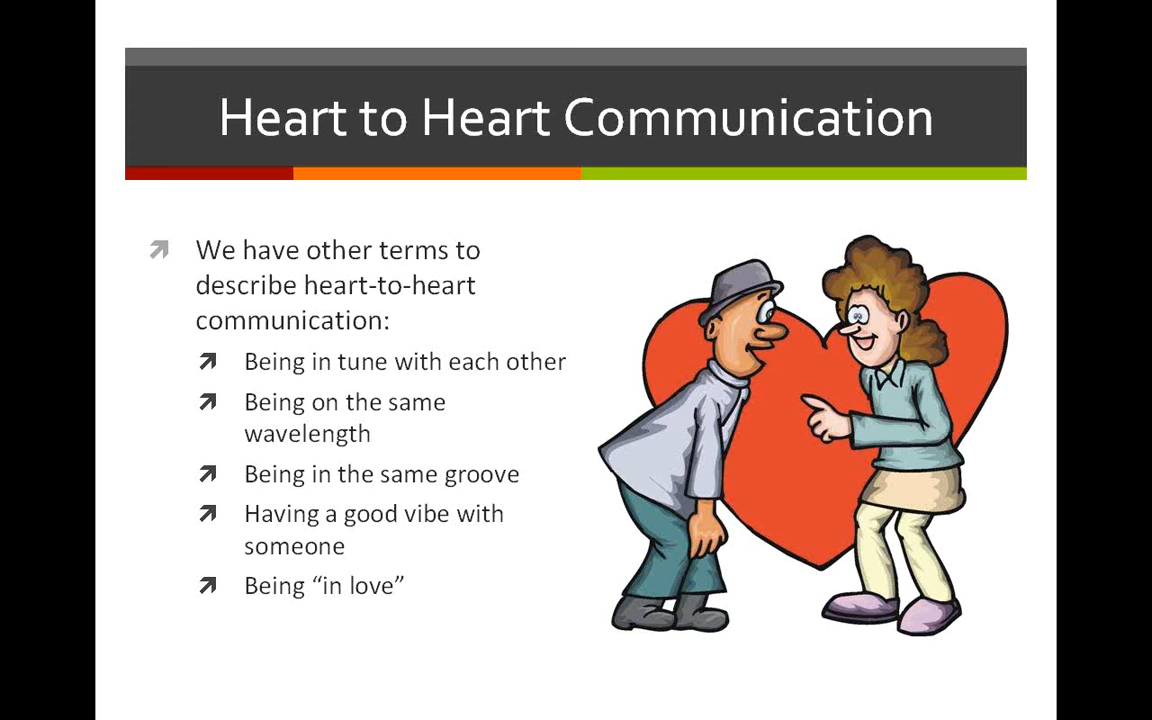 Heart to Heart Communication
We have other terms to
describe heart-to-heart
communication:
Being in tune with each other
Being on the same
wavelength
Being in the same groove
Having a good vibe with
someone
Being “in love”